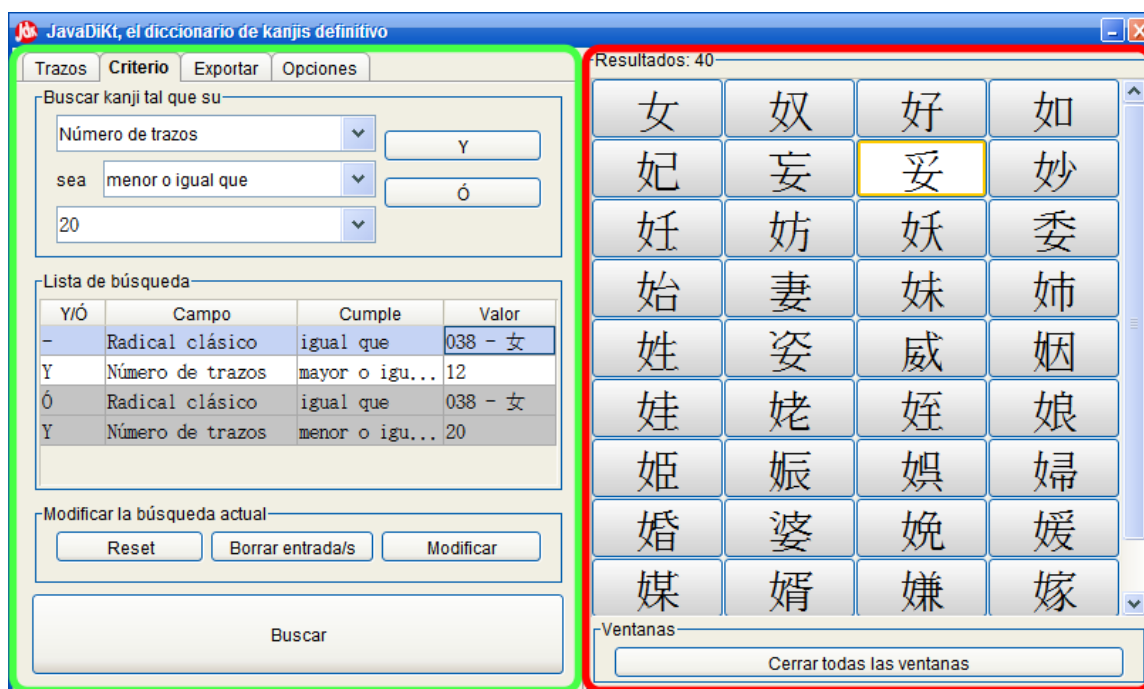 JavaDiKt, el diccionario de kanjis definitivo
Trazos Criterio Exportar Opciones
Buscar kanji tal que su
Número de trazos
Y
sea menor o igual que
Ó
20
Lista de búsqueda
Y/Ó Campo Cumple Valor
- Radical clásico igual que 038 - 女
Y Número de trazos mayor o igu... 12
Ó Radical clásico igual que 038 - 女
Y Número de trazos menor o igu... 20
Modificar la búsqueda actual
Reset Borrar entrada/s Modificar
Buscar
Resultados: 40
女 奴 好 如
妃 妄 妥 妙
妊 妨 妖 委
始 妻 妹 姉
姓 姿 威 姻
娃 姥 姪 娘
姫 娠 娯 婦
婚 婆 娩 媛
媒 婿 嫌 嫁
Ventanas
Cerrar todas las ventanas